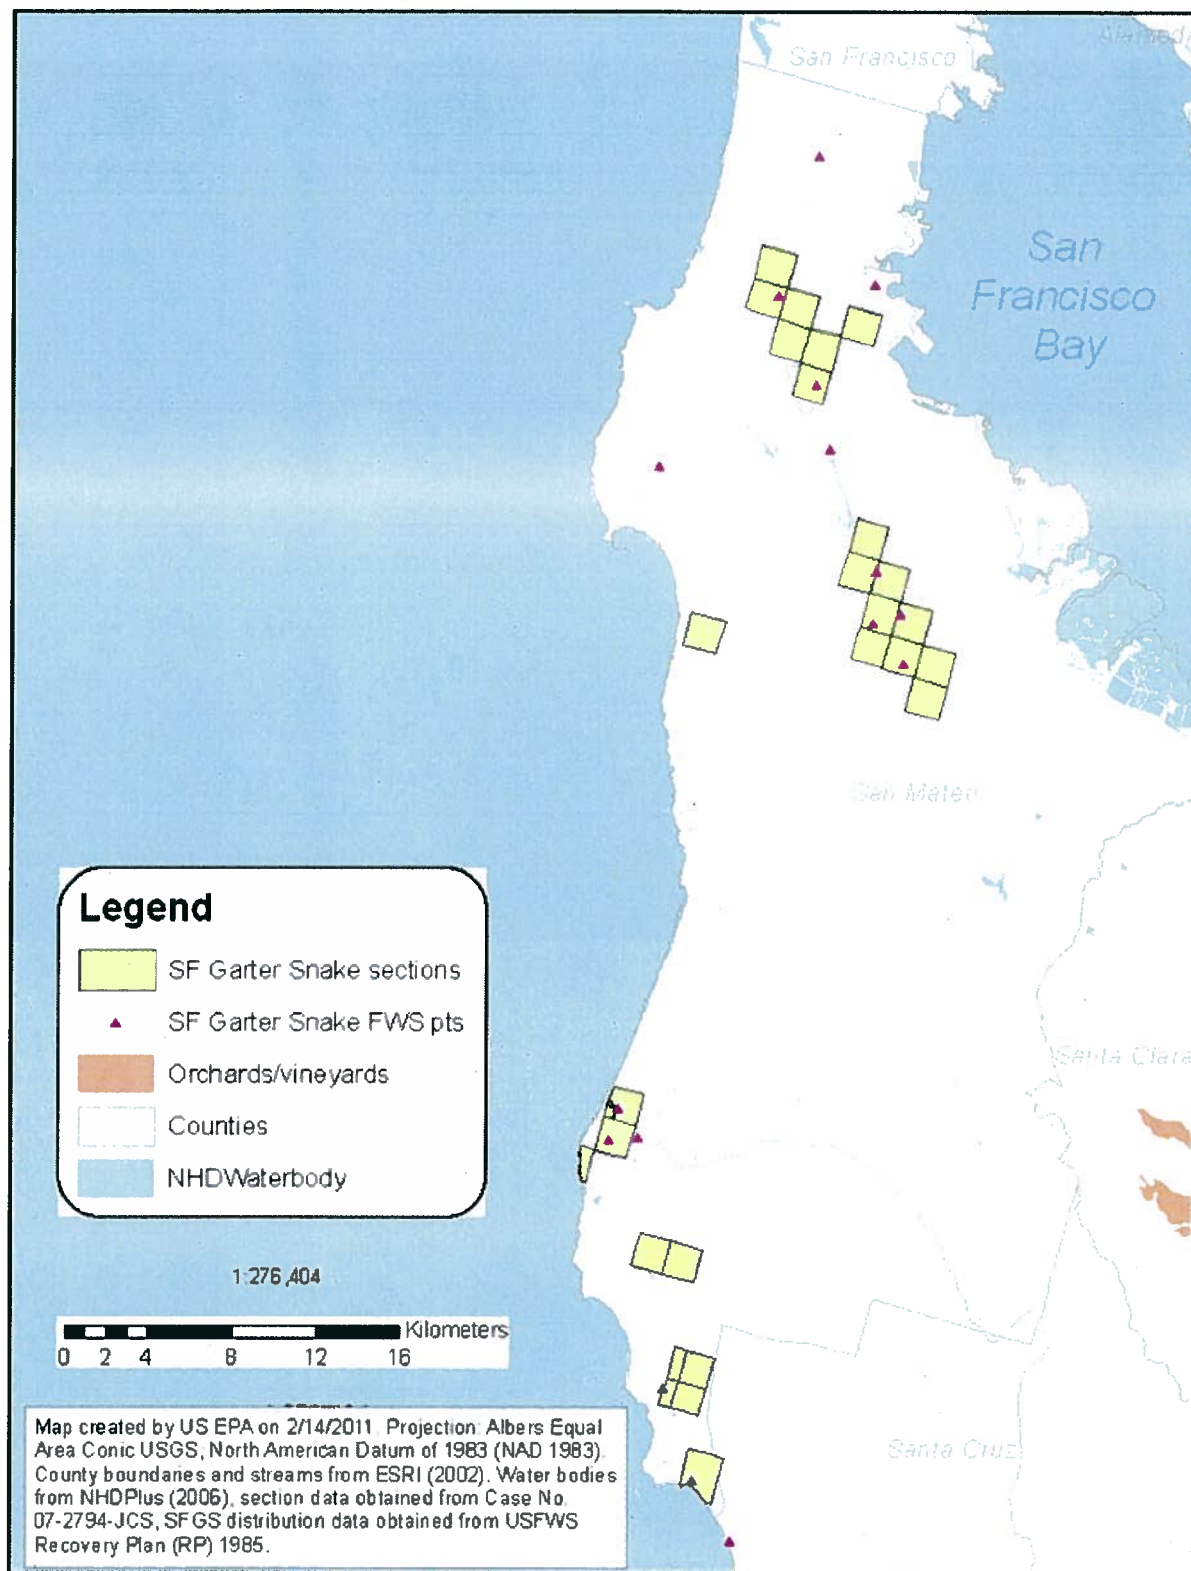 Alameda
San Francisco
San
Francisco
Bay
San Mateo
Legend
SF Garter Snake sections
SF Garter Snake FWS pts
Orchards/vineyards
Counties
NHDWaterbody
Santa Clara
1:276,404
Kilometers
0 2 4 8 12 16
Map created by US EPA on 2/14/2011. Projection: Albers Equal
Area Conic USGS, North American Datum of 1983 (NAD 1983).
County boundaries and streams from ESRI (2002). Water bodies
from NHDPlus (2006), section data obtained from Case No.
07-2794-JCS, SFGS distribution data obtained from USFWS
Recovery Plan (RP) 1985.
Santa Cruz